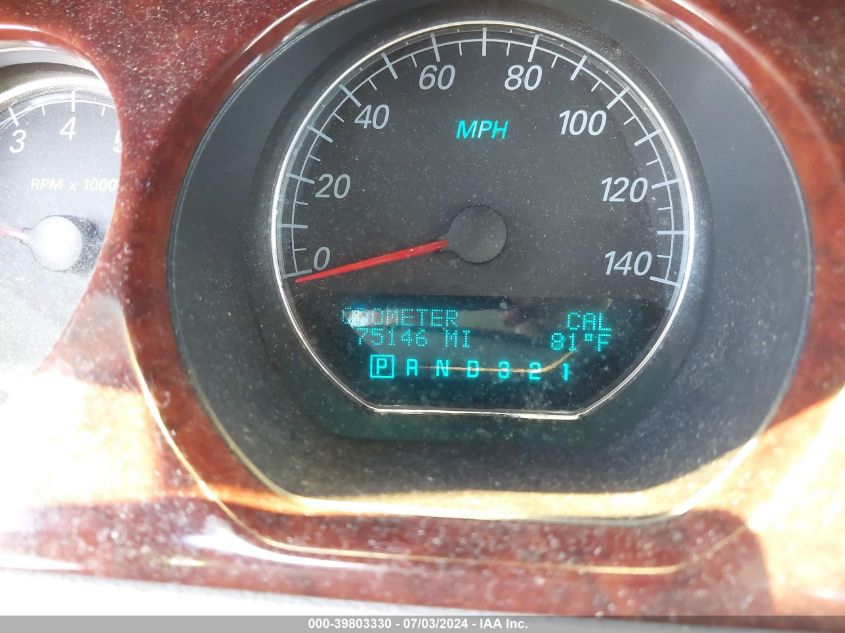 MPH
0 20 40 60 80 100 120 140
3 4 5
RPM x 1000
ODOMETER CAL
75146 MI 81°F
P R N D 3 2 1
000-39803330 - 07/03/2024 - IAA Inc.